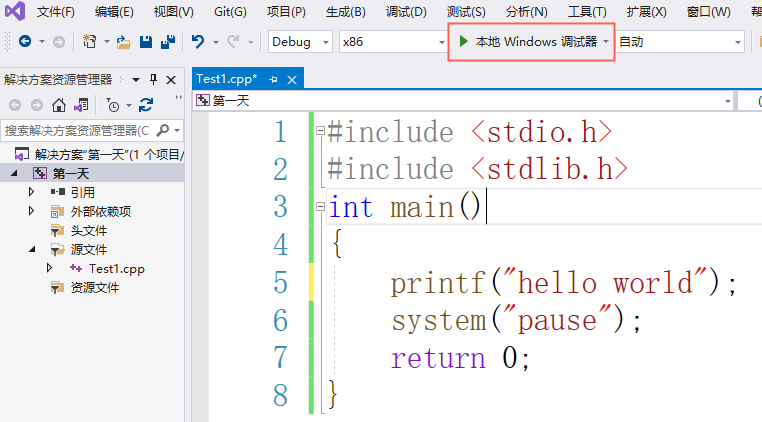 文件(F) 编辑(E) 视图(V) Git(G) 项目(P) 生成(B) 调试(D) 测试(S) 分析(N) 工具(T) 扩展(X) 窗口(W)
Debug x86 本地 Windows 调试器 自动
解决方案资源管理器
Test1.cpp*
第一天
搜索解决方案资源管理器(C
解决方案"第一天"(1 个项目/
第一天
引用
外部依赖项
头文件
源文件
Test1.cpp
资源文件
1 #include <stdio.h>
2 #include <stdlib.h>
3 int main()
4 {
5 printf("hello world");
6 system("pause");
7 return 0;
8 }